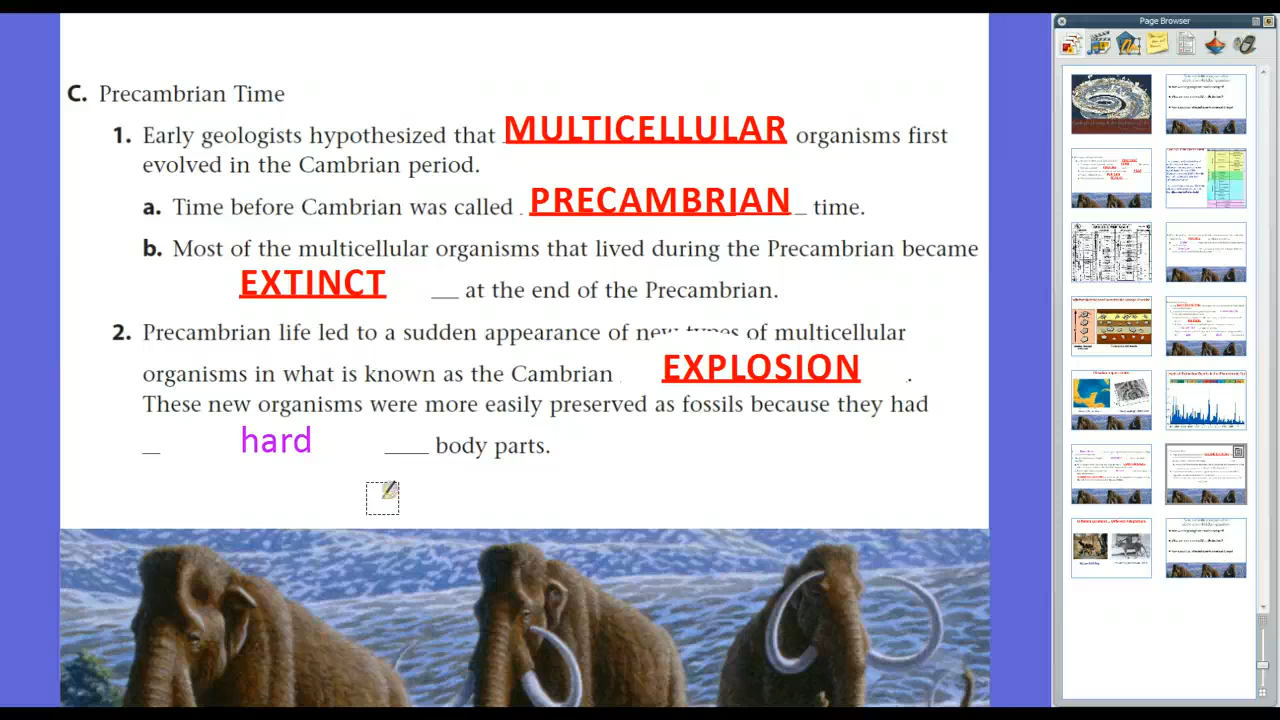 Page Browser
C. Precambrian Time
1. Early geologists hypothesized that MULTICELLULAR organisms first
evolved in the Cambrian period.
a. Time before Cambrian was called PRECAMBRIAN time.
b. Most of the multicellular organisms that lived during the Precambrian became
EXTINCT at the end of the Precambrian.
2. Precambrian life led to a sudden appearance of new types of multicellular
organisms in what is known as the Cambrian EXPLOSION.
These new organisms were more easily preserved as fossils because they had
hard body parts.